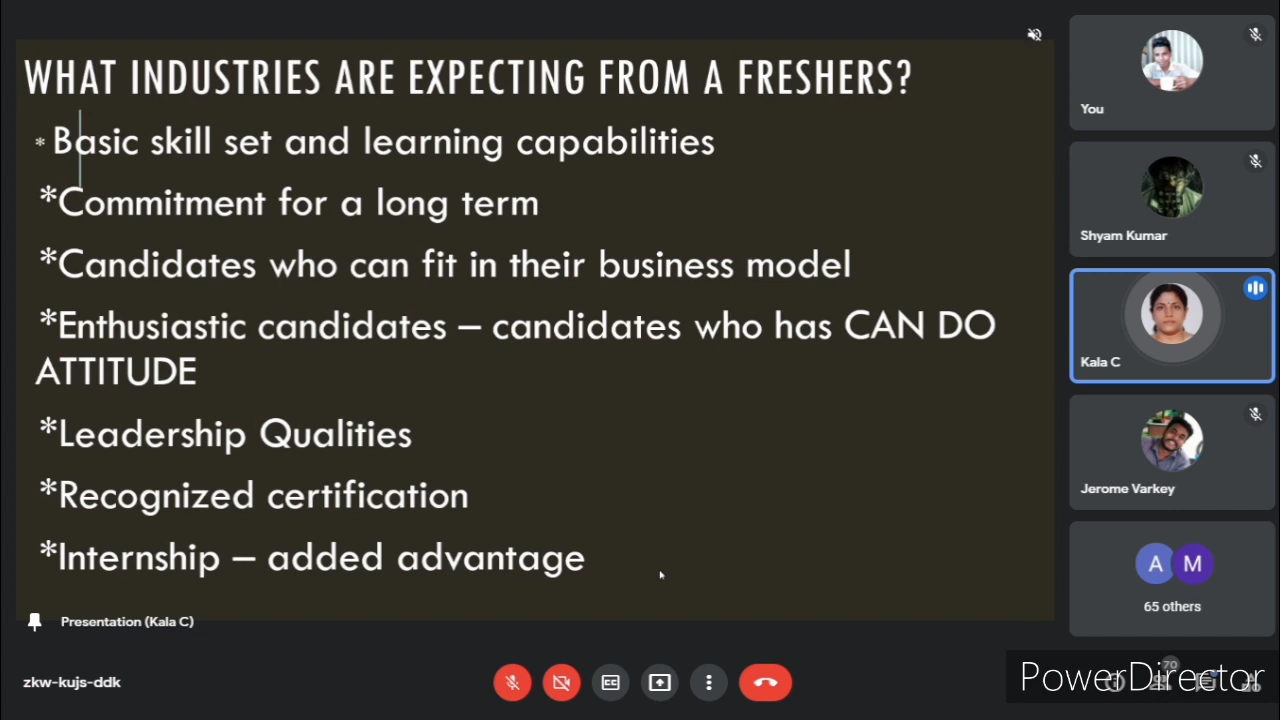 WHAT INDUSTRIES ARE EXPECTING FROM A FRESHERS?
* Basic skill set and learning capabilities
*Commitment for a long term
*Candidates who can fit in their business model
*Enthusiastic candidates – candidates who has CAN DO
ATTITUDE
*Leadership Qualities
*Recognized certification
*Internship – added advantage
Presentation (Kala C)
You
Shyam Kumar
Kala C
Jerome Varkey
A M
65 others
zkw-kujs-ddk
CC
70
PowerDirector